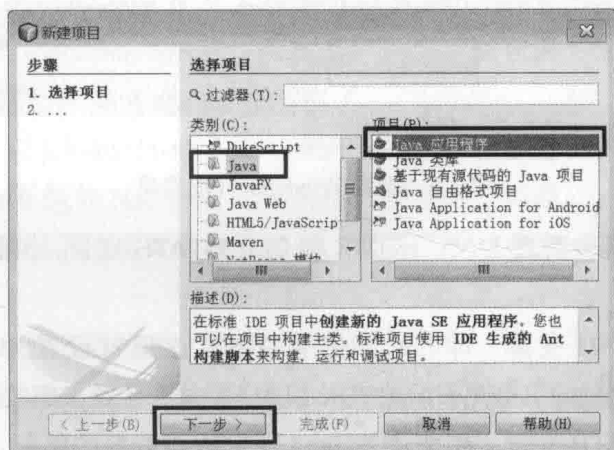 新建项目
步骤
1. 选择项目
2. ...
选择项目
过滤器(T):
类别(C):
DukeScript
Java
JavaFX
Java Web
HTML5/JavaScrip
Maven
NetBeans 模块
项目(P):
Java 应用程序
Java 类库
基于现有源代码的 Java 项目
Java 自由格式项目
Java Application for Android
Java Application for iOS
描述(D):
在标准 IDE 项目中创建新的 Java SE 应用程序。您也
可以在项目中构建主类。标准项目使用 IDE 生成的 Ant
构建脚本来构建, 运行和调试项目。
< 上一步(B)
下一步 >
完成(F)
取消
帮助(H)